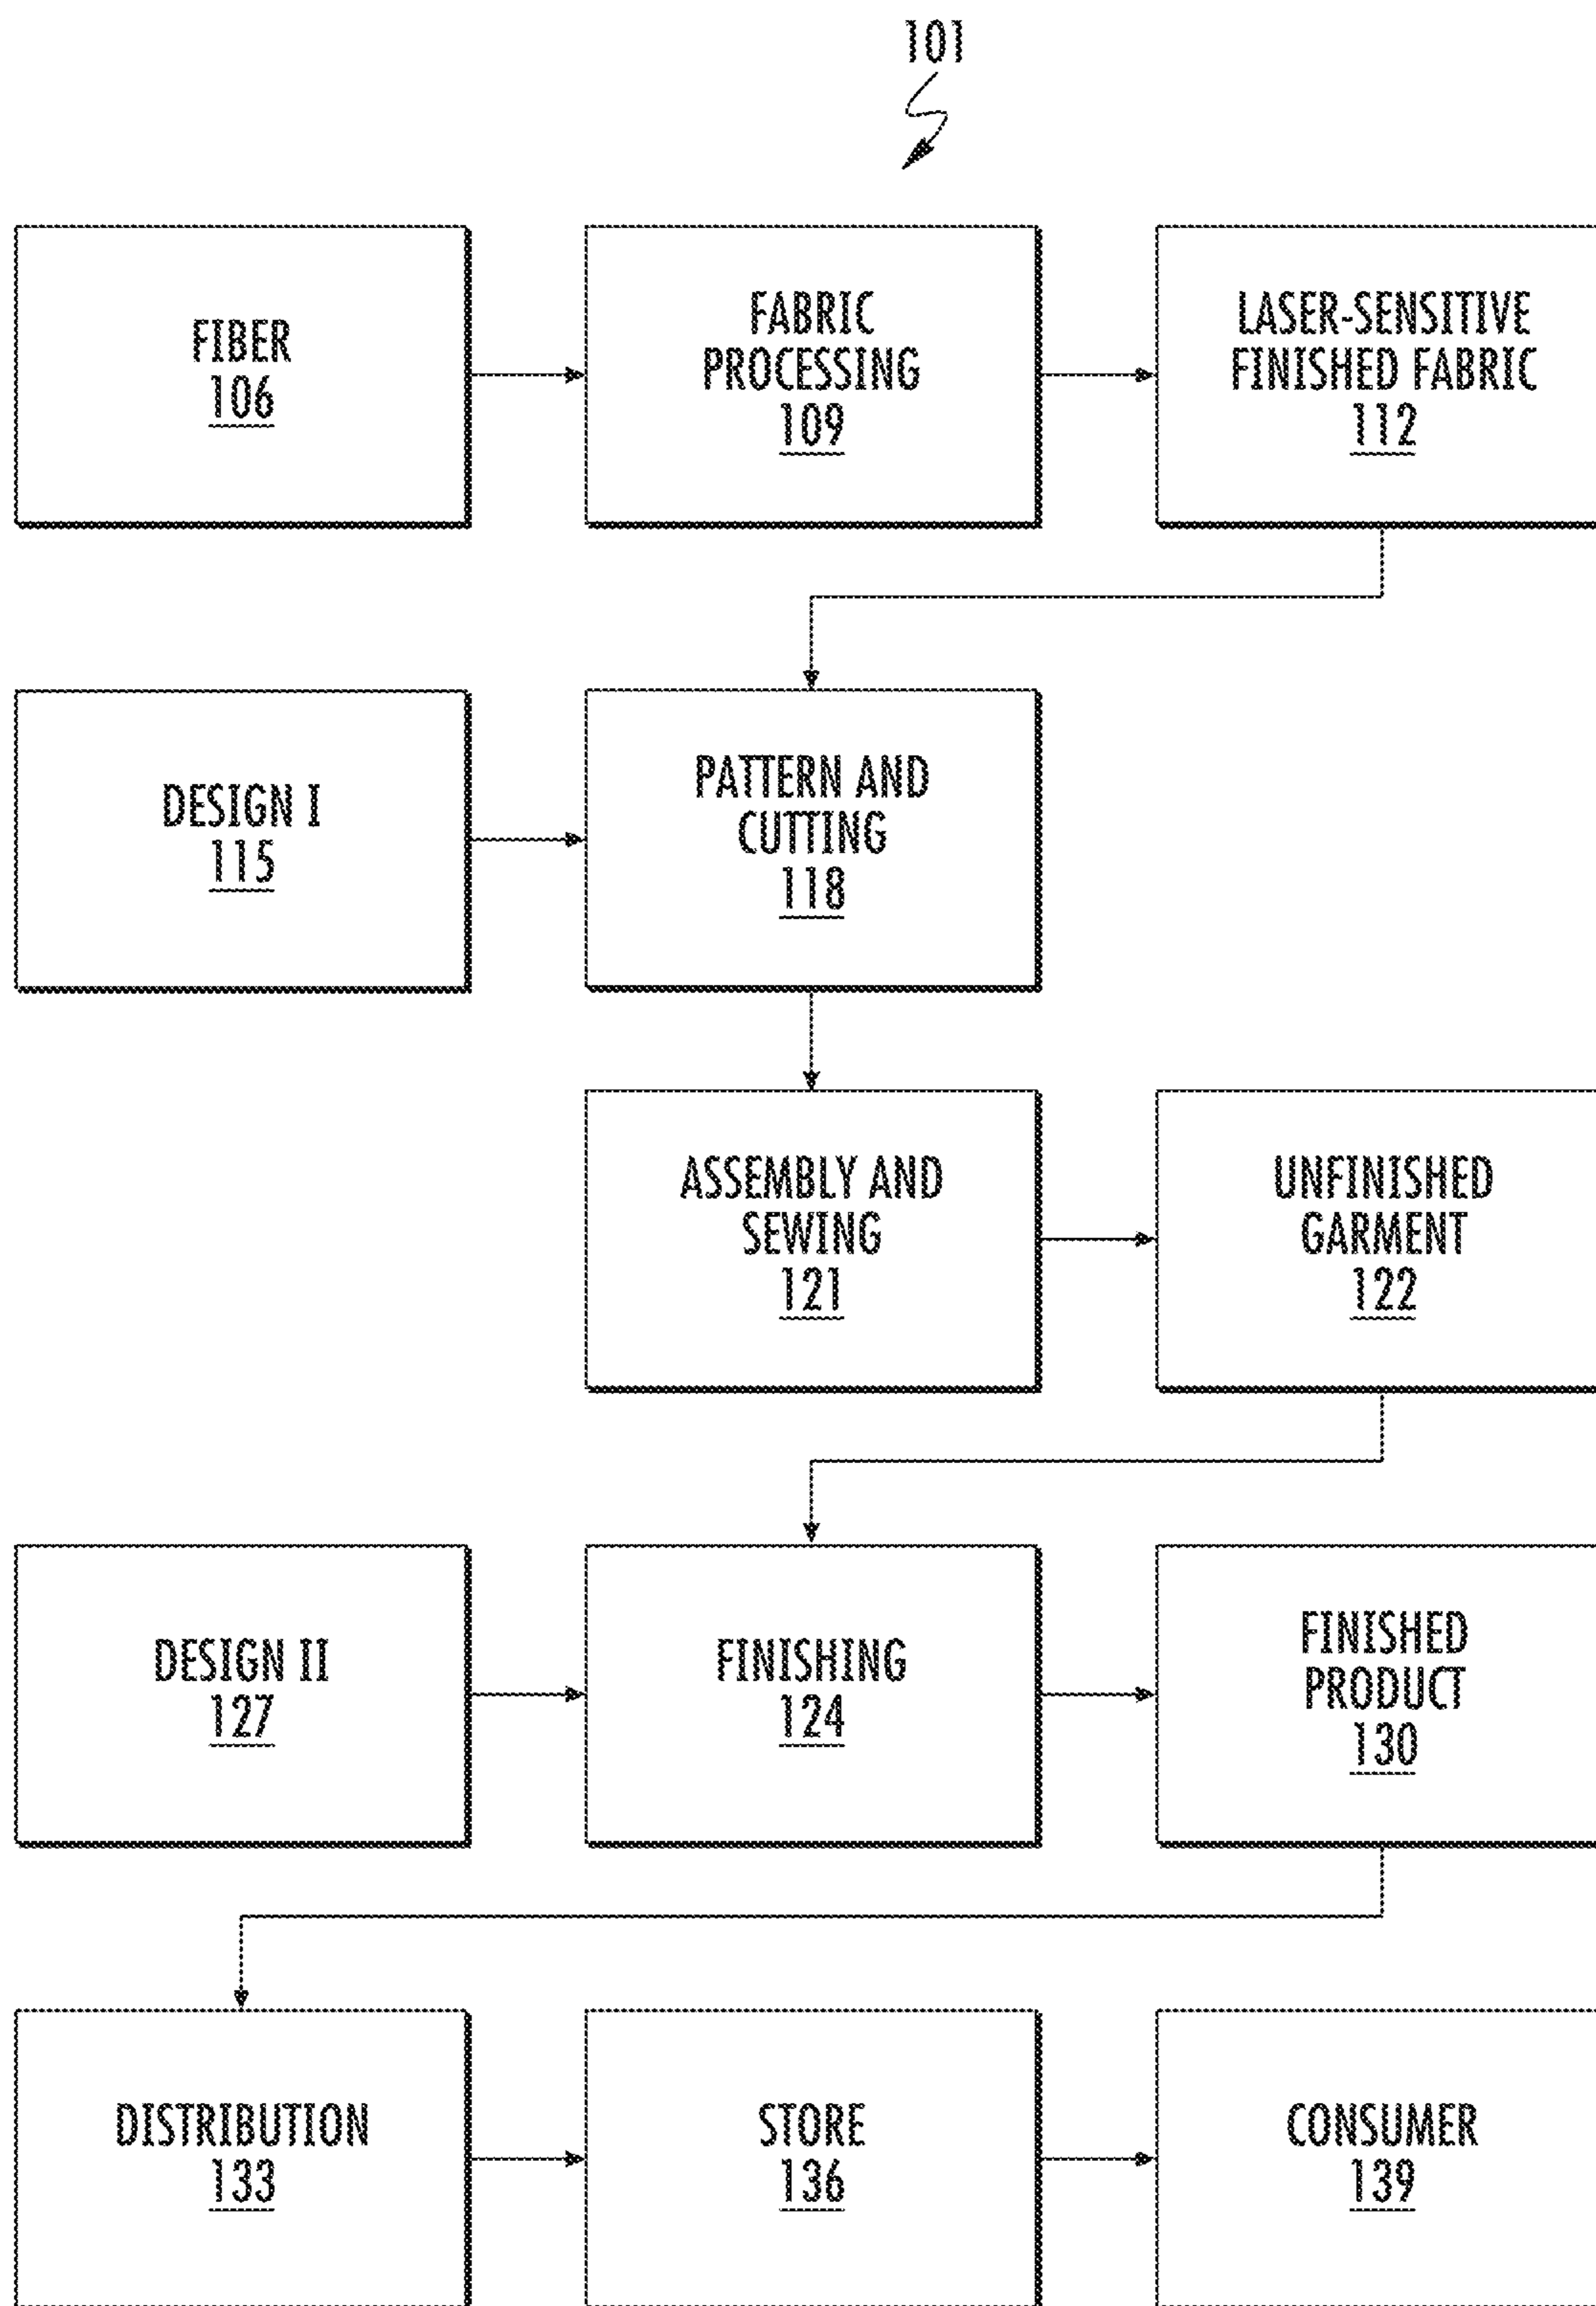 101
FIBER
106
FABRIC
PROCESSING
109
LASER-SENSITIVE
FINISHED FABRIC
112
DESIGN I
115
PATTERN AND
CUTTING
118
ASSEMBLY AND
SEWING
121
UNFINISHED
GARMENT
122
DESIGN II
127
FINISHING
124
FINISHED
PRODUCT
130
DISTRIBUTION
133
STORE
136
CONSUMER
139